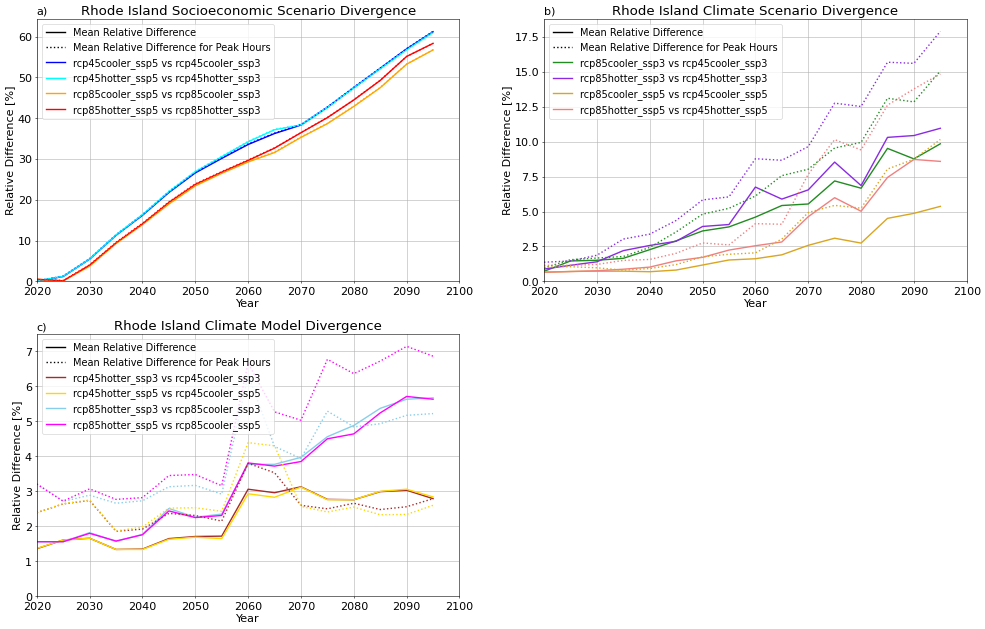 a)
Rhode Island Socioeconomic Scenario Divergence
Relative Difference [%]
60
50
40
30
20
10
0
Mean Relative Difference
Mean Relative Difference for Peak Hours
rcp45cooler_ssp5 vs rcp45cooler_ssp3
rcp45hotter_ssp5 vs rcp45hotter_ssp3
rcp85cooler_ssp5 vs rcp85cooler_ssp3
rcp85hotter_ssp5 vs rcp85hotter_ssp3
2020 2030 2040 2050 2060 2070 2080 2090 2100
Year
b)
Rhode Island Climate Scenario Divergence
Relative Difference [%]
17.5
15.0
12.5
10.0
7.5
5.0
2.5
0.0
Mean Relative Difference
Mean Relative Difference for Peak Hours
rcp85cooler_ssp3 vs rcp45cooler_ssp3
rcp85hotter_ssp3 vs rcp45hotter_ssp3
rcp85cooler_ssp5 vs rcp45cooler_ssp5
rcp85hotter_ssp5 vs rcp45hotter_ssp5
2020 2030 2040 2050 2060 2070 2080 2090 2100
Year
c)
Rhode Island Climate Model Divergence
Relative Difference [%]
7
6
5
4
3
2
1
0
Mean Relative Difference
Mean Relative Difference for Peak Hours
rcp45hotter_ssp3 vs rcp45cooler_ssp3
rcp45hotter_ssp5 vs rcp45cooler_ssp5
rcp85hotter_ssp3 vs rcp85cooler_ssp3
rcp85hotter_ssp5 vs rcp85cooler_ssp5
2020 2030 2040 2050 2060 2070 2080 2090 2100
Year